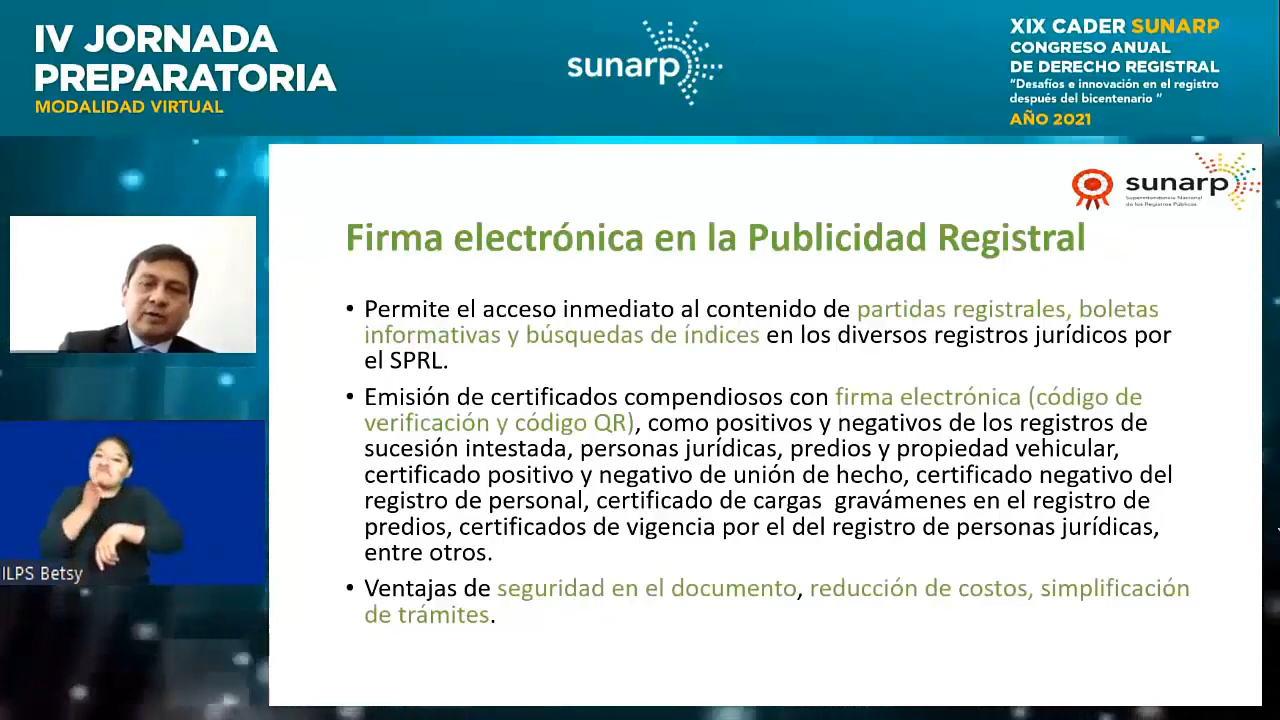 IV JORNADA
PREPARATORIA
MODALIDAD VIRTUAL
sunarp
XIX CADER SUNARP
CONGRESO ANUAL
DE DERECHO REGISTRAL
“Desafíos e innovación en el registro
después del bicentenario ”
AÑO 2021
sunarp
Superintendencia Nacional
de los Registros Públicos
Firma electrónica en la Publicidad Registral
• Permite el acceso inmediato al contenido de partidas registrales, boletas
informativas y búsquedas de índices en los diversos registros jurídicos por
el SPRL.
• Emisión de certificados compendiosos con firma electrónica (código de
verificación y código QR), como positivos y negativos de los registros de
sucesión intestada, personas jurídicas, predios y propiedad vehicular,
certificado positivo y negativo de unión de hecho, certificado negativo del
registro de personal, certificado de cargas  gravámenes en el registro de
predios, certificados de vigencia por el del registro de personas jurídicas,
entre otros.
• Ventajas de seguridad en el documento, reducción de costos, simplificación
de trámites.
ILPS Betsy